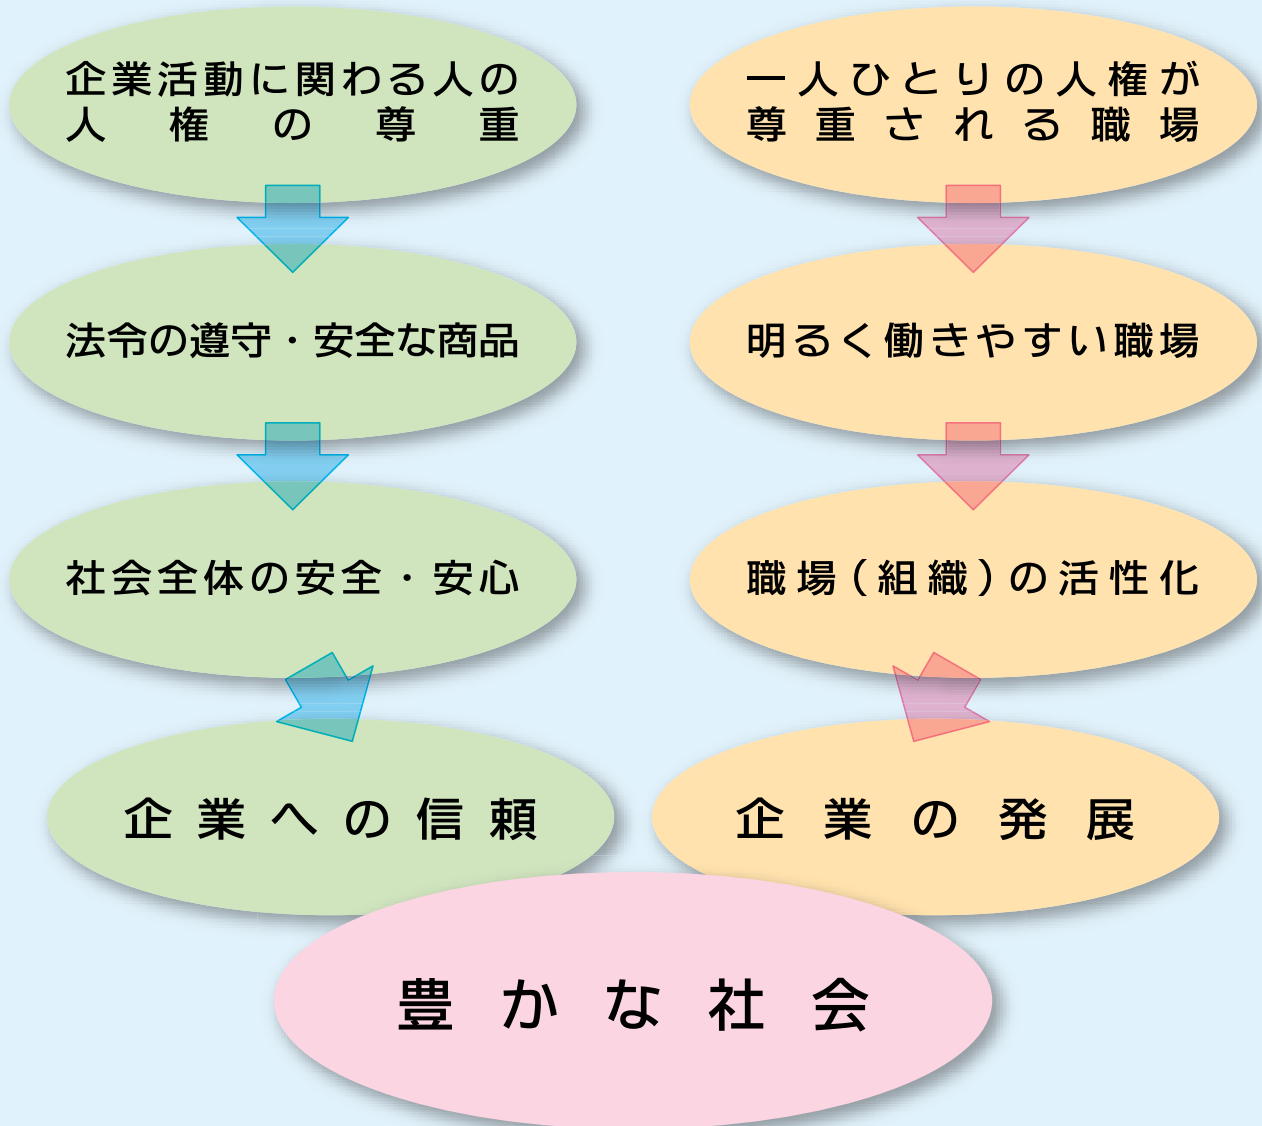 企業活動に関わる人の
人権の尊重
法令の遵守・安全な商品
社会全体の安全・安心
企業への信頼
一人ひとりの人権が
尊重される職場
明るく働きやすい職場
職場(組織)の活性化
企業の発展
豊かな社会